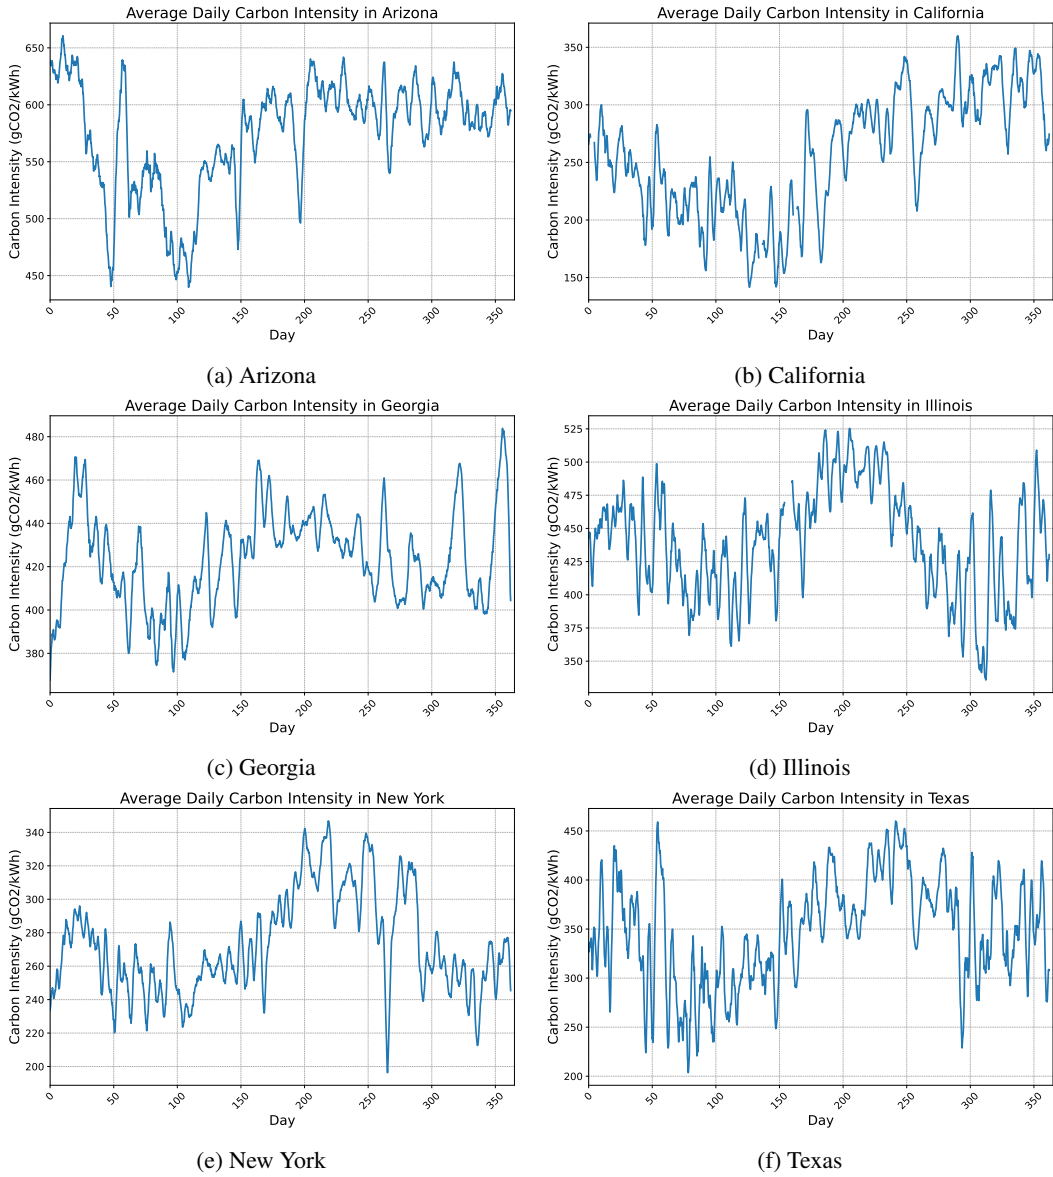 Average Daily Carbon Intensity in Arizona
Carbon Intensity (gCO2/kWh)
650
600
550
500
450
0 50 100 150 200 250 300 350
Day
(a) Arizona
Average Daily Carbon Intensity in California
Carbon Intensity (gCO2/kWh)
350
300
250
200
150
0 50 100 150 200 250 300 350
Day
(b) California
Average Daily Carbon Intensity in Georgia
Carbon Intensity (gCO2/kWh)
480
460
440
420
400
380
0 50 100 150 200 250 300 350
Day
(c) Georgia
Average Daily Carbon Intensity in Illinois
Carbon Intensity (gCO2/kWh)
525
500
475
450
425
400
375
350
0 50 100 150 200 250 300 350
Day
(d) Illinois
Average Daily Carbon Intensity in New York
Carbon Intensity (gCO2/kWh)
340
320
300
280
260
240
220
200
0 50 100 150 200 250 300 350
Day
(e) New York
Average Daily Carbon Intensity in Texas
Carbon Intensity (gCO2/kWh)
450
400
350
300
250
200
0 50 100 150 200 250 300 350
Day
(f) Texas